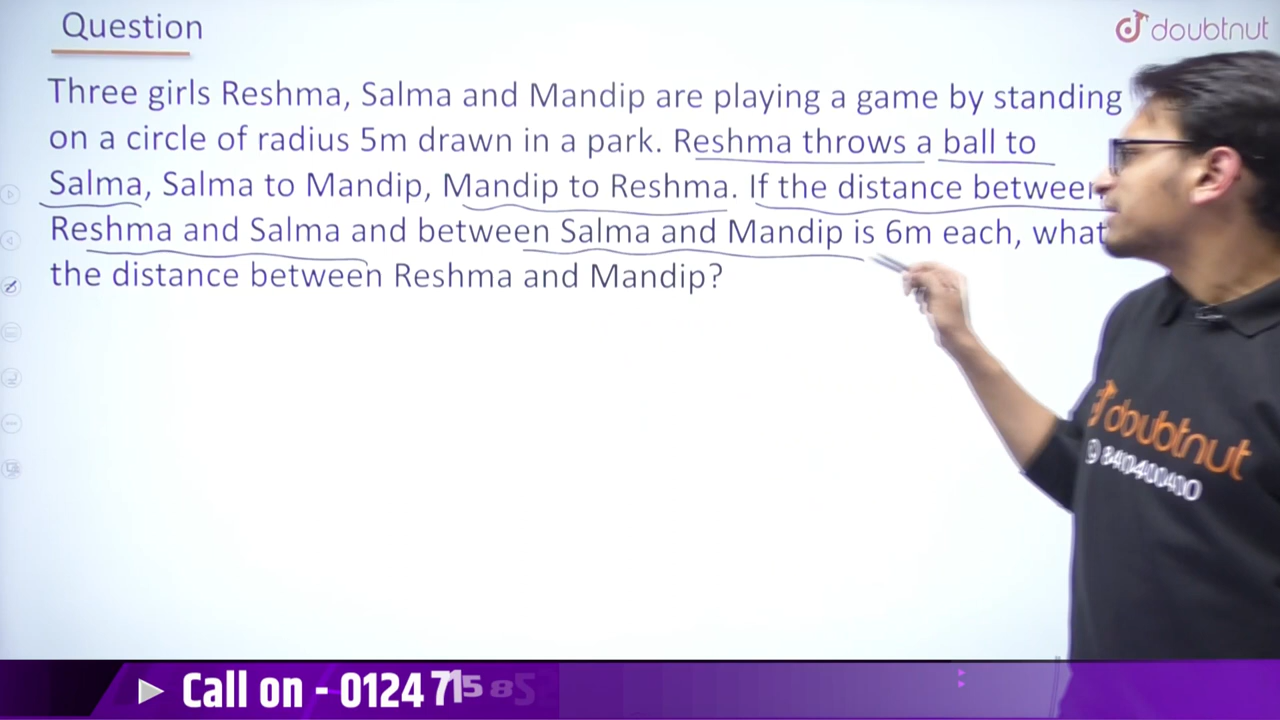 Question
doubtnut
Three girls Reshma, Salma and Mandip are playing a game by standing
on a circle of radius 5m drawn in a park. Reshma throws a ball to
Salma, Salma to Mandip, Mandip to Reshma. If the distance between
Reshma and Salma and between Salma and Mandip is 6m each, what
the distance between Reshma and Mandip?
doubtnut
8404400400
Call on - 0124 7158